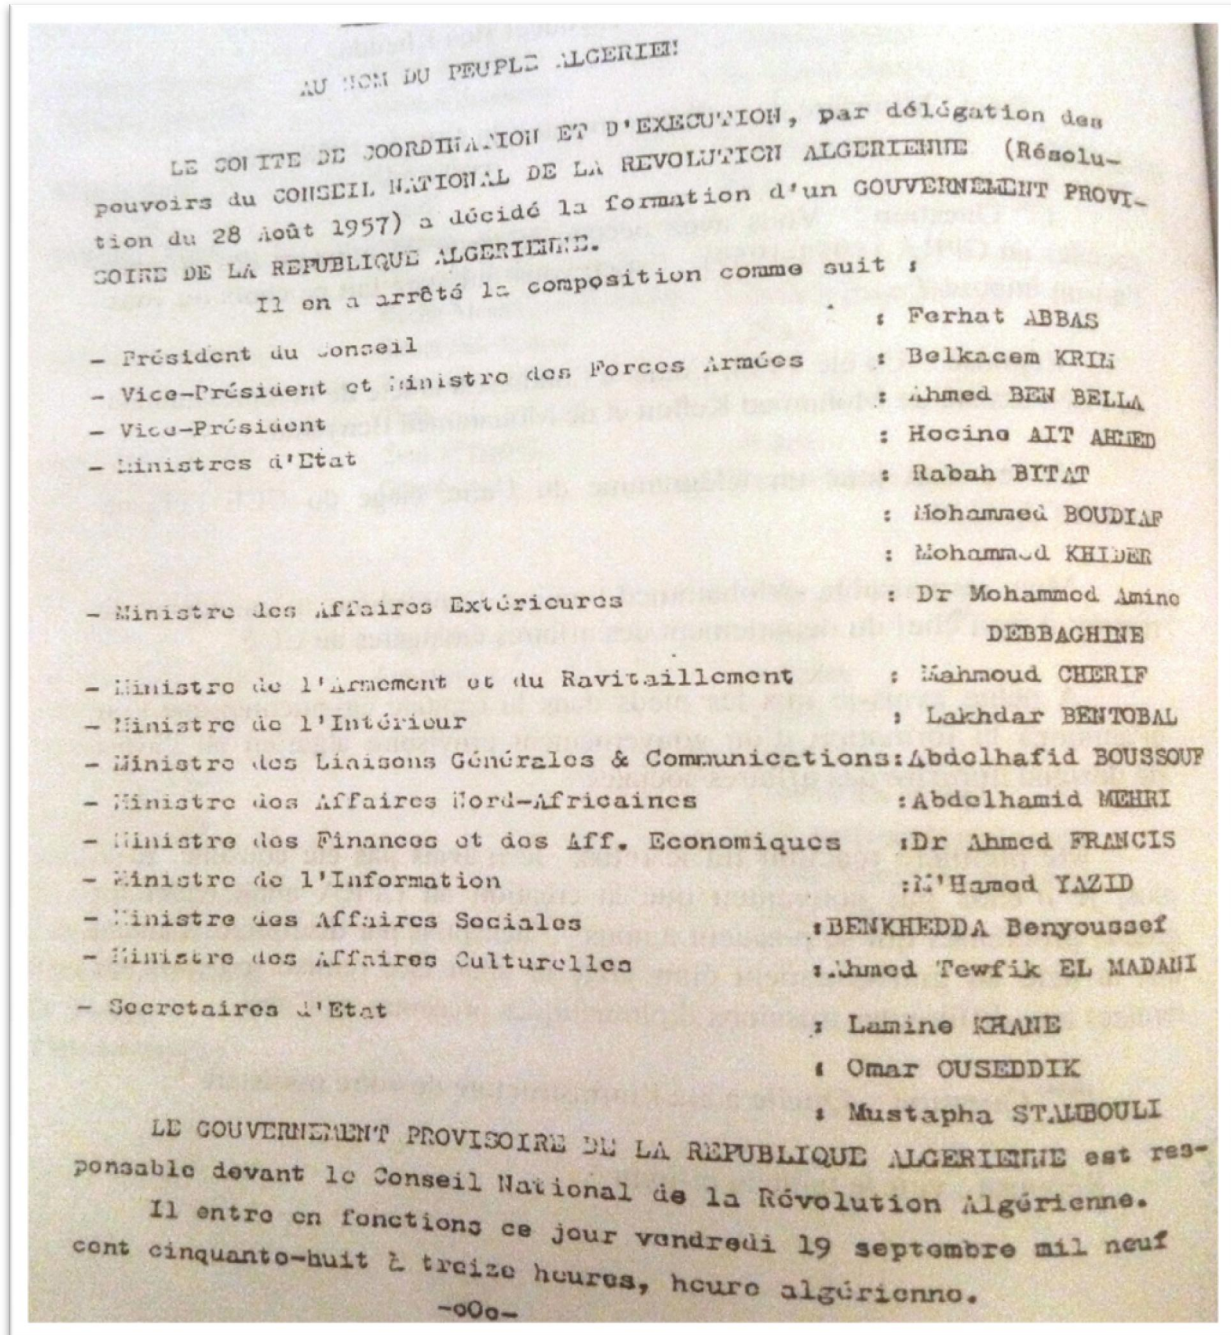 AU NOM DU PEUPLE ALGERIEN
LE COMITE DE COORDINATION ET D'EXECUTION, par délégation des
pouvoirs du CONSEIL NATIONAL DE LA REVOLUTION ALGERIENNE (Résolu-
tion du 28 Août 1957) a décidé la formation d'un GOUVERNEMENT PROVI-
SOIRE DE LA REPUBLIQUE ALGERIENNE.
Il en a arrêté la composition comme suit :
- Président du Conseil : Ferhat ABBAS
- Vice-Président et Ministre des Forces Armées : Belkacem KRIM
- Vice-Président : Ahmed BEN BELLA
- Ministres d'Etat : Hocine AIT AHMED
: Rabah BITAT
: Mohammed BOUDIAF
: Mohammed KHIDER
- Ministre des Affaires Extérieures : Dr Mohammed Amine
DEBBAGHINE
- Ministre de l'Armement et du Ravitaillement : Mahmoud CHERIF
- Ministre de l'Intérieur : Lakhdar BENTOBAL
- Ministre des Liaisons Générales & Communications:Abdelhafid BOUSSOUF
- Ministre des Affaires Nord-Africaines :Abdelhamid MEHRI
- Ministre des Finances et des Aff. Economiques :Dr Ahmed FRANCIS
- Ministre de l'Information :M'Hamed YAZID
- Ministre des Affaires Sociales :BENKHEDDA Benyoussef
- Ministre des Affaires Culturelles :Ahmed Tewfik EL MADANI
- Secretaires d'Etat : Lamine KHANE
: Omar OUSEDDIK
: Mustapha STAMBOULI
LE GOUVERNEMENT PROVISOIRE DE LA REPUBLIQUE ALGERIENNE est res-
ponsable devant le Conseil National de la Révolution Algérienne.
Il entre en fonctions ce jour vendredi 19 septembre mil neuf
cent cinquante-huit à treize heures, heure algérienne.
-oOo-